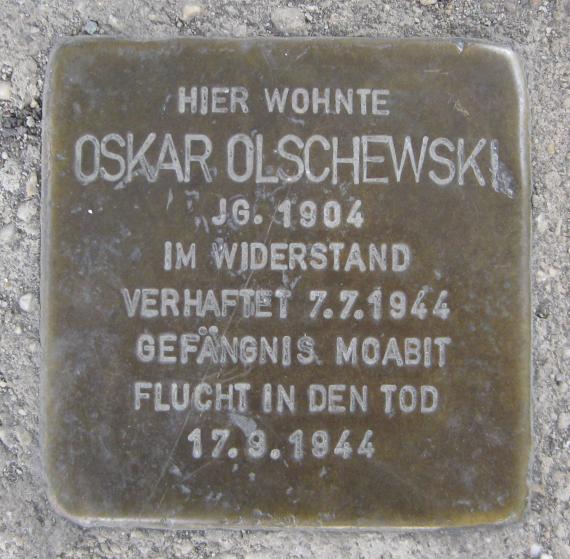 HIER WOHNTE
OSKAR OLSCHEWSKI
JG. 1904
IM WIDERSTAND
VERHAFTET 7.7.1944
GEFÄNGNIS MOABIT
FLUCHT IN DEN TOD
17.9.1944